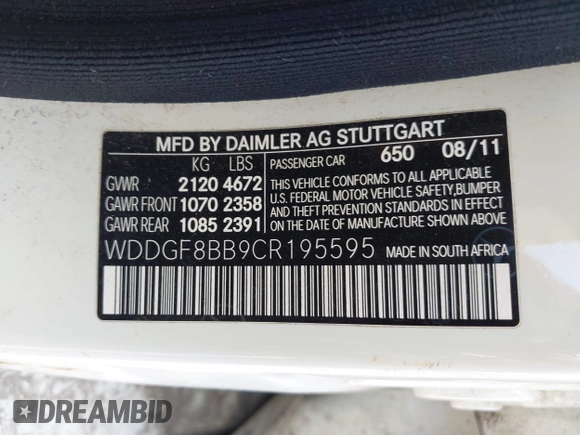 MFD BY DAIMLER AG STUTTGART
KG LBS PASSENGER CAR 650 08/11
GVWR 2120 4672
GAWR FRONT 1070 2358
GAWR REAR 1085 2391
THIS VEHICLE CONFORMS TO ALL APPLICABLE
U.S. FEDERAL MOTOR VEHICLE SAFETY, BUMPER
AND THEFT PREVENTION STANDARDS IN EFFECT
ON THE DATE OF MANUFACTURE SHOWN ABOVE.
WDDGF8BB9CR195595 MADE IN SOUTH AFRICA
DREAMBID